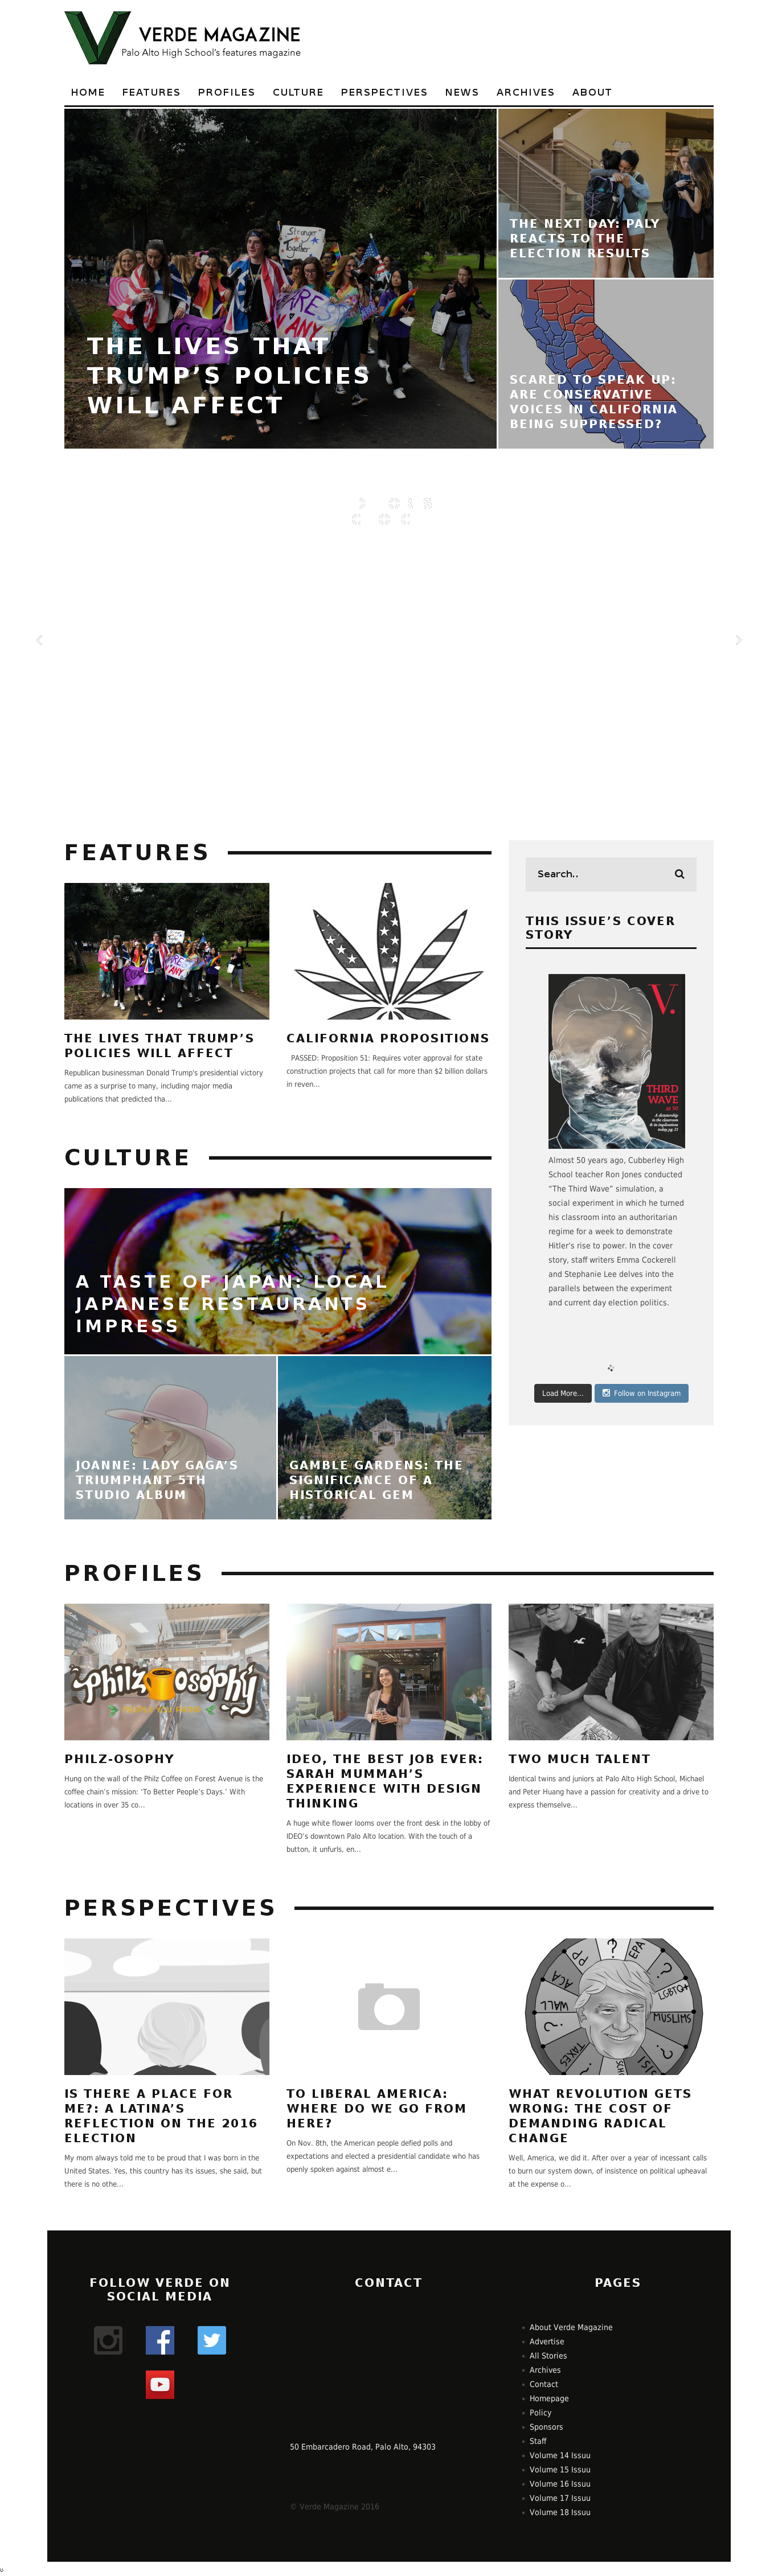 VERDE MAGAZINE
Palo Alto High School's features magazine
HOME FEATURES PROFILES CULTURE PERSPECTIVES NEWS ARCHIVES ABOUT
Stronger
Together
THE LIVES THAT
TRUMP'S POLICIES
WILL AFFECT
THE NEXT DAY: PALY
REACTS TO THE
ELECTION RESULTS
SCARED TO SPEAK UP:
ARE CONSERVATIVE
VOICES IN CALIFORNIA
BEING SUPPRESSED?
FEATURES
THE LIVES THAT TRUMP'S
POLICIES WILL AFFECT
Republican businessman Donald Trump's presidential victory
came as a surprise to many, including major media
publications that predicted tha...
CALIFORNIA PROPOSITIONS
PASSED: Proposition 51: Requires voter approval for state
construction projects that call for more than $2 billion dollars
in reven...
Search..
THIS ISSUE'S COVER
STORY
V.
THIRD
WAVE
Almost 50 years ago, Cubberley High
School teacher Ron Jones conducted
"The Third Wave" simulation, a
social experiment in which he turned
his classroom into an authoritarian
regime for a week to demonstrate
Hitler's rise to power. In the cover
story, staff writers Emma Cockerell
and Stephanie Lee delves into the
parallels between the experiment
and current day election politics.
Load More...
Follow on Instagram
CULTURE
A TASTE OF JAPAN: LOCAL
JAPANESE RESTAURANTS
IMPRESS
JOANNE: LADY GAGA'S
TRIUMPHANT 5TH
STUDIO ALBUM
GAMBLE GARDENS: THE
SIGNIFICANCE OF A
HISTORICAL GEM
PROFILES
philz osophy
PHILZ-OSOPHY
Hung on the wall of the Philz Coffee on Forest Avenue is the
coffee chain's mission: 'To Better People's Days.' With
locations in over 35 co...
IDEO, THE BEST JOB EVER:
SARAH MUMMAH'S
EXPERIENCE WITH DESIGN
THINKING
A huge white flower looms over the front desk in the lobby of
IDEO's downtown Palo Alto location. With the touch of a
button, it unfurls, en...
TWO MUCH TALENT
Identical twins and juniors at Palo Alto High School, Michael
and Peter Huang have a passion for creativity and a drive to
express themselve...
PERSPECTIVES
IS THERE A PLACE FOR
ME?: A LATINA'S
REFLECTION ON THE 2016
ELECTION
My mom always told me to be proud that I was born in the
United States. Yes, this country has its issues, she said, but
there is no othe...
TO LIBERAL AMERICA:
WHERE DO WE GO FROM
HERE?
On Nov. 8th, the American people defied polls and
expectations and elected a presidential candidate who has
openly spoken against almost e...
PP
?
EPA
?
LGBTQ+
MUSLIMS
?
ISIS
TAXES
?
WALL
ACA
WHAT REVOLUTION GETS
WRONG: THE COST OF
DEMANDING RADICAL
CHANGE
Well, America, we did it. After over a year of incessant calls
to burn our system down, of insistence on political upheaval
at the expense o...
FOLLOW VERDE ON
SOCIAL MEDIA
CONTACT
50 Embarcadero Road, Palo Alto, 94303
© Verde Magazine 2016
PAGES
About Verde Magazine
Advertise
All Stories
Archives
Contact
Homepage
Policy
Sponsors
Staff
Volume 14 Issuu
Volume 15 Issuu
Volume 16 Issuu
Volume 17 Issuu
Volume 18 Issuu